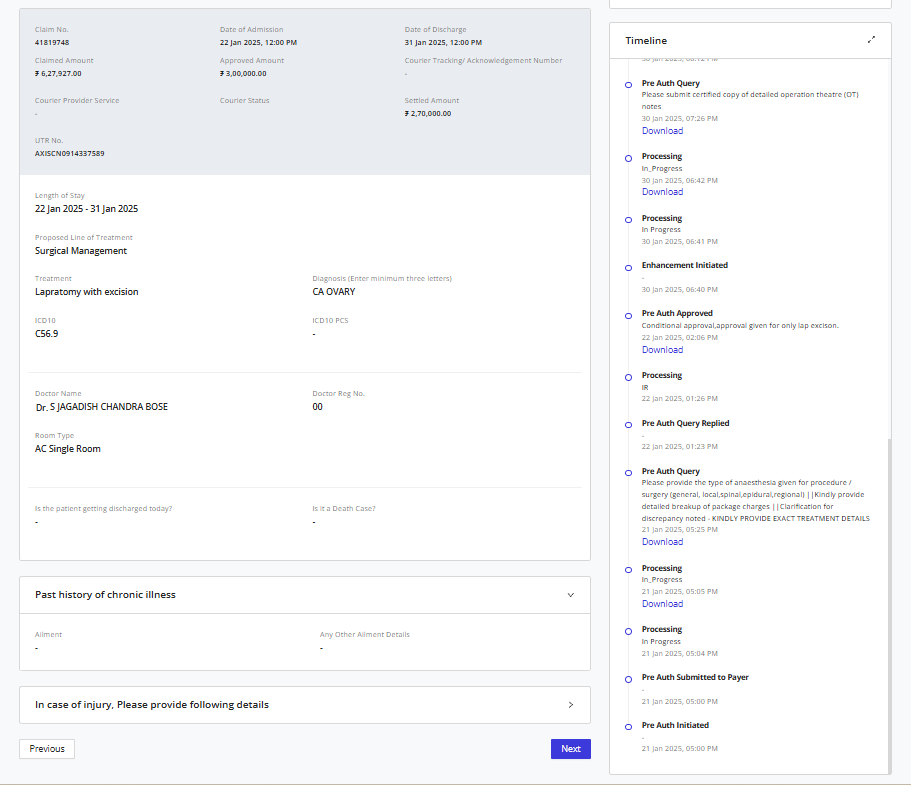 Claim No.
41819748
Date of Admission
22 Jan 2025, 12:00 PM
Date of Discharge
31 Jan 2025, 12:00 PM
Claimed Amount
₹ 6,27,927.00
Approved Amount
₹ 3,00,000.00
Courier Tracking/ Acknowledgement Number
-
Courier Provider Service
-
Courier Status
Settled Amount
₹ 2,70,000.00
UTR No.
AXISCN0914337589
Length of Stay
22 Jan 2025 - 31 Jan 2025
Proposed Line of Treatment
Surgical Management
Treatment
Lapratomy with excision
Diagnosis (Enter minimum three letters)
CA OVARY
ICD10
C56.9
ICD10 PCS
-
Doctor Name
Dr. S JAGADISH CHANDRA BOSE
Doctor Reg No.
00
Room Type
AC Single Room
Is the patient getting discharged today?
-
Is it a Death Case?
-
Past history of chronic illness
Ailment
-
Any Other Ailment Details
-
In case of injury, Please provide following details
Previous
Next
Timeline
Pre Auth Query
Please submit certified copy of detailed operation theatre (OT)
notes
30 Jan 2025, 07:26 PM
Download
Processing
In_Progress
30 Jan 2025, 06:42 PM
Download
Processing
In Progress
30 Jan 2025, 06:41 PM
Enhancement Initiated
-
30 Jan 2025, 06:40 PM
Pre Auth Approved
Conditional approval,approval given for only lap excison.
22 Jan 2025, 02:06 PM
Download
Processing
IR
22 Jan 2025, 01:26 PM
Pre Auth Query Replied
-
22 Jan 2025, 01:23 PM
Pre Auth Query
Please provide the type of anaesthesia given for procedure /
surgery (general, local,spinal,epidural,regional) ||Kindly provide
detailed breakup of package charges ||Clarification for
discrepancy noted - KINDLY PROVIDE EXACT TREATMENT DETAILS
21 Jan 2025, 05:25 PM
Download
Processing
In_Progress
21 Jan 2025, 05:05 PM
Download
Processing
In Progress
21 Jan 2025, 05:04 PM
Pre Auth Submitted to Payer
-
21 Jan 2025, 05:00 PM
Pre Auth Initiated
-
21 Jan 2025, 05:00 PM